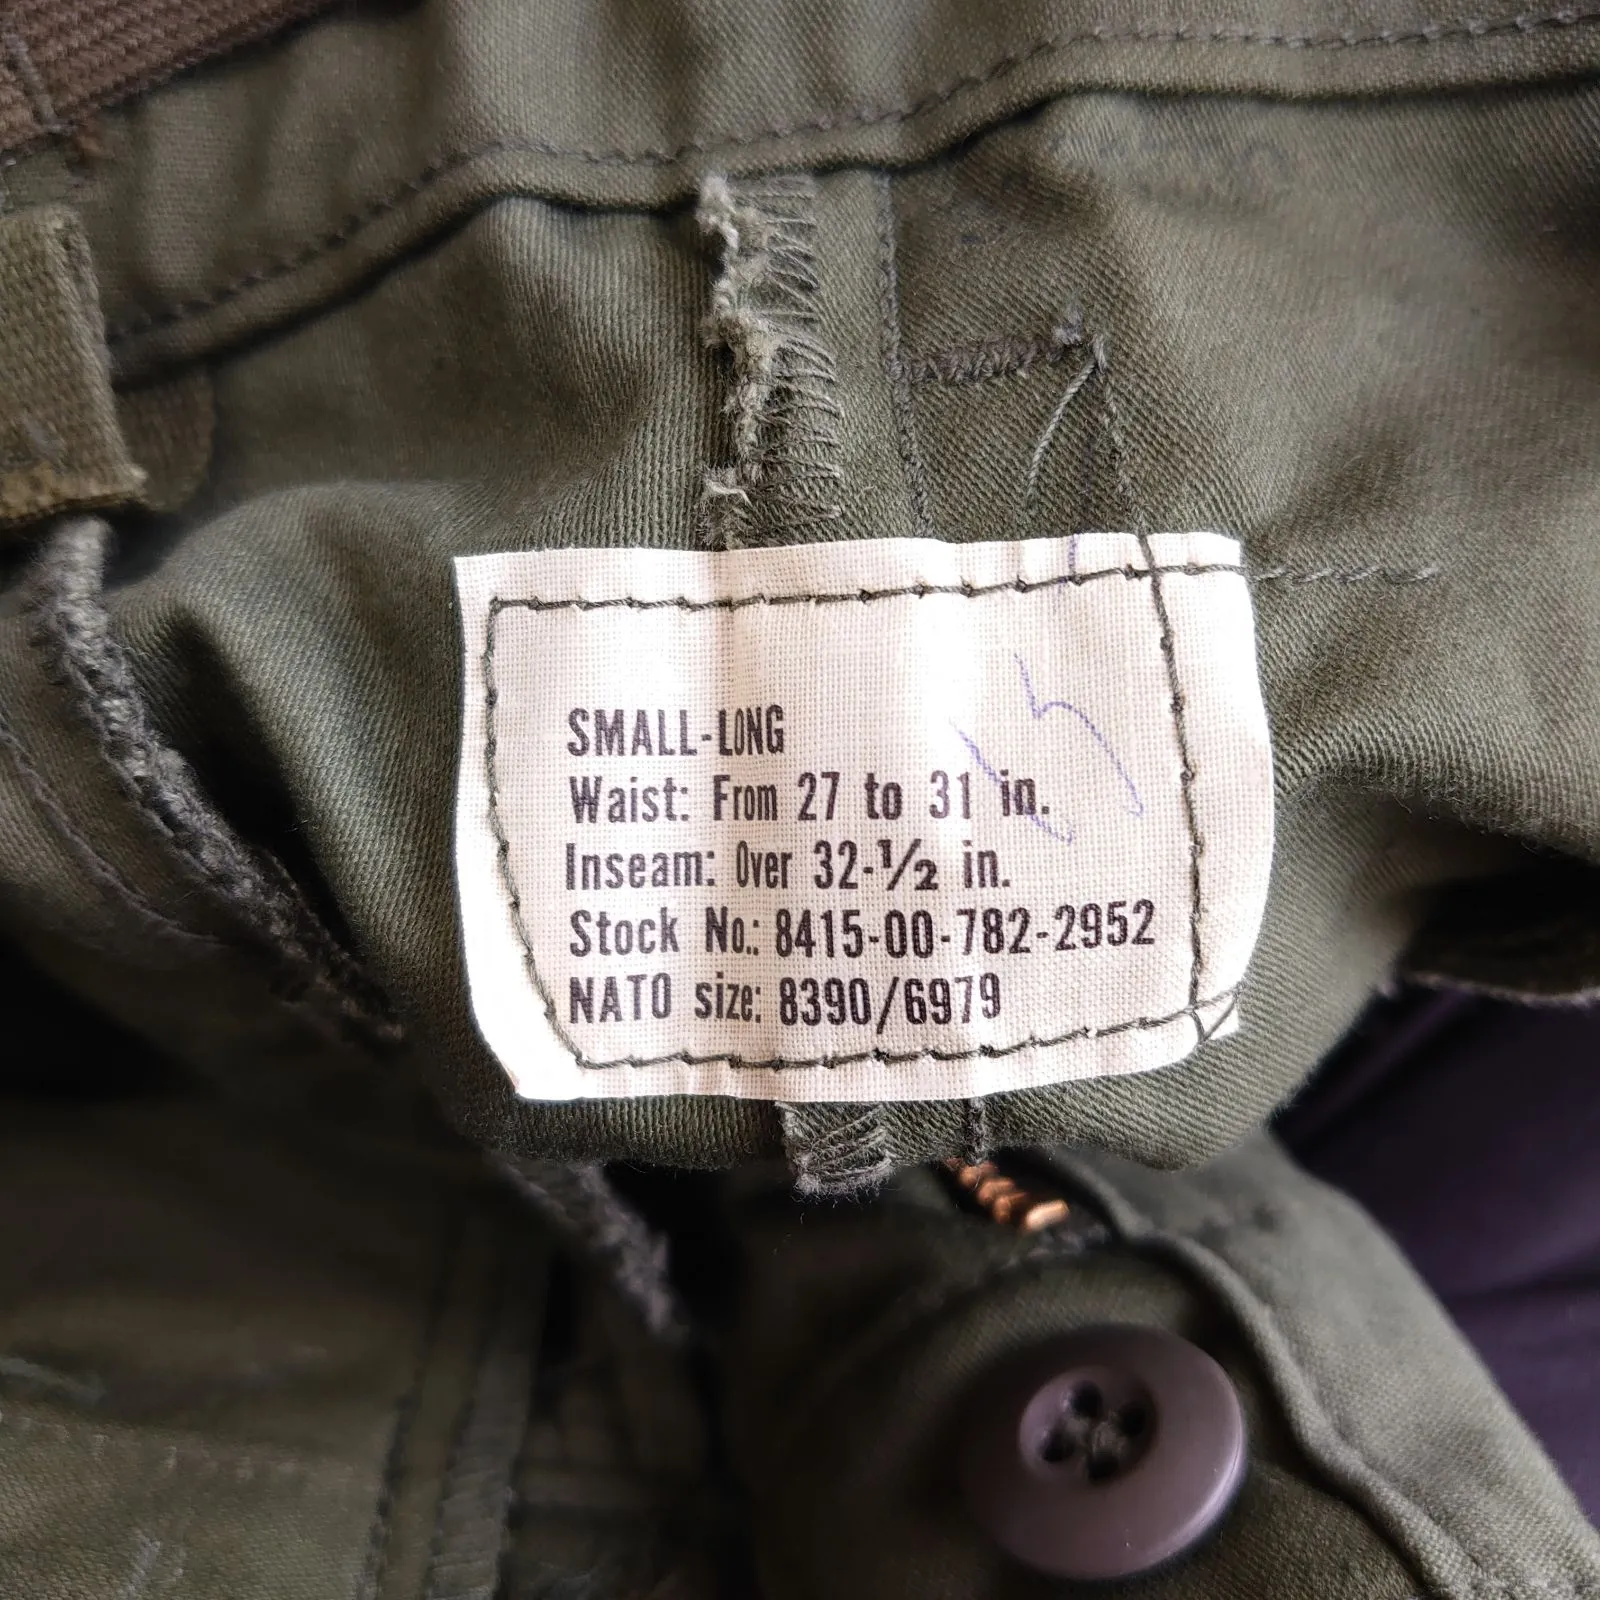 SMALL-LONG
Waist: From 27 to 31 in.
Inseam: Over 32-½ in.
Stock No.: 8415-00-782-2952
NATO size: 8390/6979